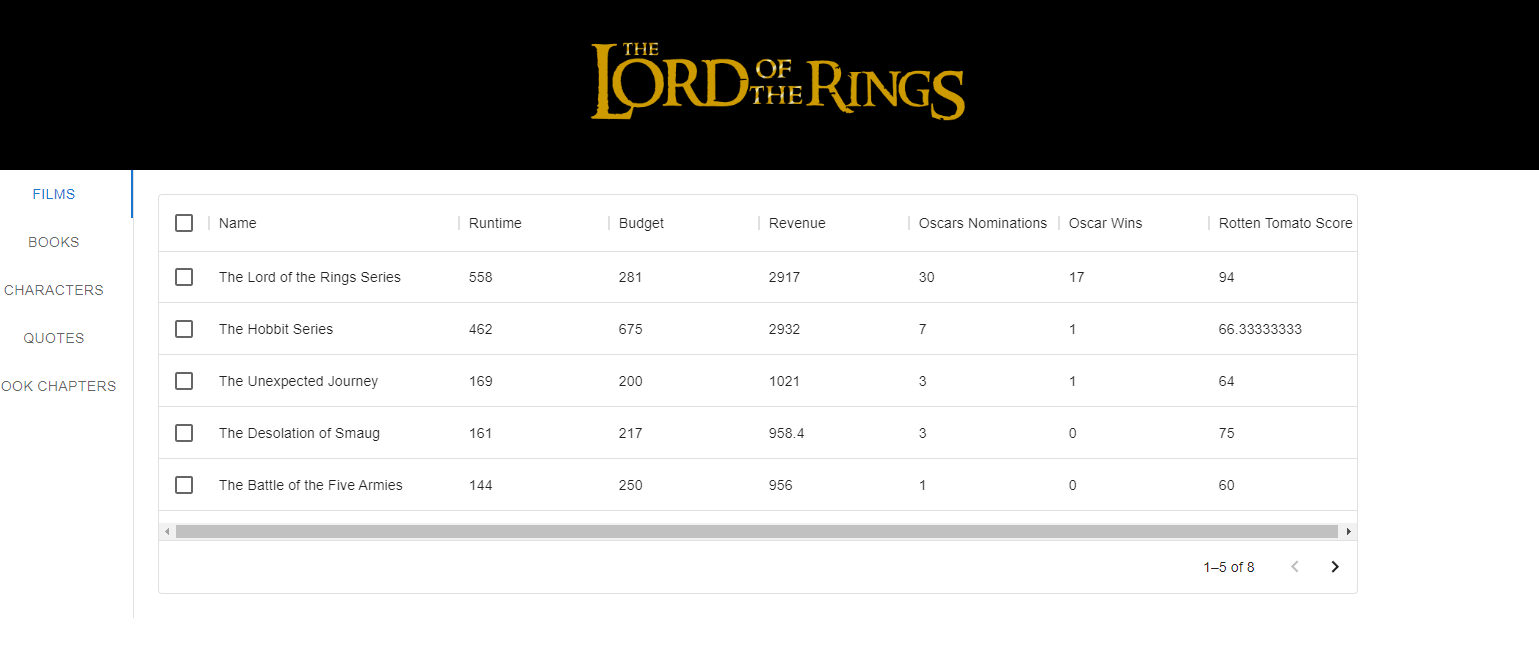 THE LORD OF THE RINGS
FILMS
BOOKS
CHARACTERS
QUOTES
OOK CHAPTERS
Name Runtime Budget Revenue Oscars Nominations Oscar Wins Rotten Tomato Score
The Lord of the Rings Series 558 281 2917 30 17 94
The Hobbit Series 462 675 2932 7 1 66.33333333
The Unexpected Journey 169 200 1021 3 1 64
The Desolation of Smaug 161 217 958.4 3 0 75
The Battle of the Five Armies 144 250 956 1 0 60
1–5 of 8